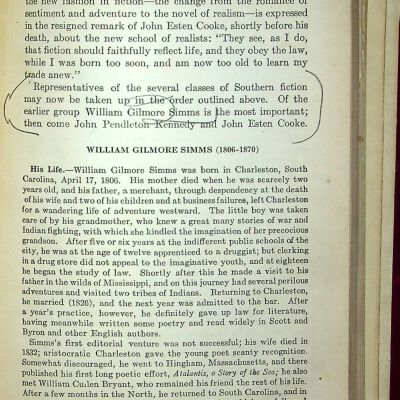 the new fashion in fiction—the change from the romance of
sentiment and adventure to the novel of realism—is expressed
in the resigned remark of John Esten Cooke, shortly before his
death, about the new school of realists: "They see, as I do,
that fiction should faithfully reflect life, and they obey the law,
while I was born too soon, and am now too old to learn my
trade anew."
Representatives of the several classes of Southern fiction
may now be taken up in the order outlined above. Of the
earlier group William Gilmore Simms is the most important;
then come John Pendleton Kennedy and John Esten Cooke.
WILLIAM GILMORE SIMMS (1806-1870)
His Life.—William Gilmore Simms was born in Charleston, South
Carolina, April 17, 1806. His mother died when he was scarcely two
years old, and his father, a merchant, through despondency at the death
of his wife and two of his children and at business failures, left Charleston
for a wandering life of adventure westward. The little boy was taken
care of by his grandmother, who knew a great many stories of war and
Indian fighting, with which she kindled the imagination of her precocious
grandson. After five or six years at the indifferent public schools of the
city, he was at the age of twelve apprenticed to a druggist; but clerking
in a drug store did not appeal to the imaginative youth, and at eighteen
he began the study of law. Shortly after this he made a visit to his
father in the wilds of Mississippi, and on this journey had several perilous
adventures and visited two tribes of Indians. Returning to Charleston,
he married (1826), and the next year was admitted to the bar. After
a year's practice, however, he definitely gave up law for literature,
having meanwhile written some poetry and read widely in Scott and
Byron and other English authors.
Simms's first editorial venture was not successful; his wife died in
1832; aristocratic Charleston gave the young poet scanty recognition.
Somewhat discouraged, he went to Hingham, Massachusetts, and there
published his first long poetic effort, Atalantis, a Story of the Sea; he also
met William Culen Bryant, who remained his friend the rest of his life.
After a few months in the North, he returned to South Carolina, and in